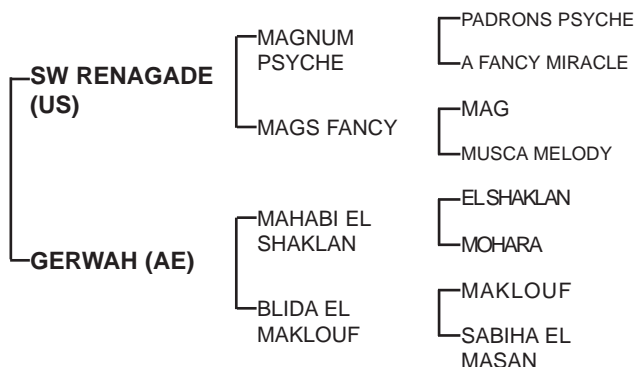 SW RENAGADE
(US)
MAGNUM
PSYCHE
PADRONS PSYCHE
A FANCY MIRACLE
MAGS FANCY
MAG
MUSCA MELODY
GERWAH (AE)
MAHABI EL
SHAKLAN
EL SHAKLAN
MOHARA
BLIDA EL
MAKLOUF
MAKLOUF
SABIHA EL
MASAN